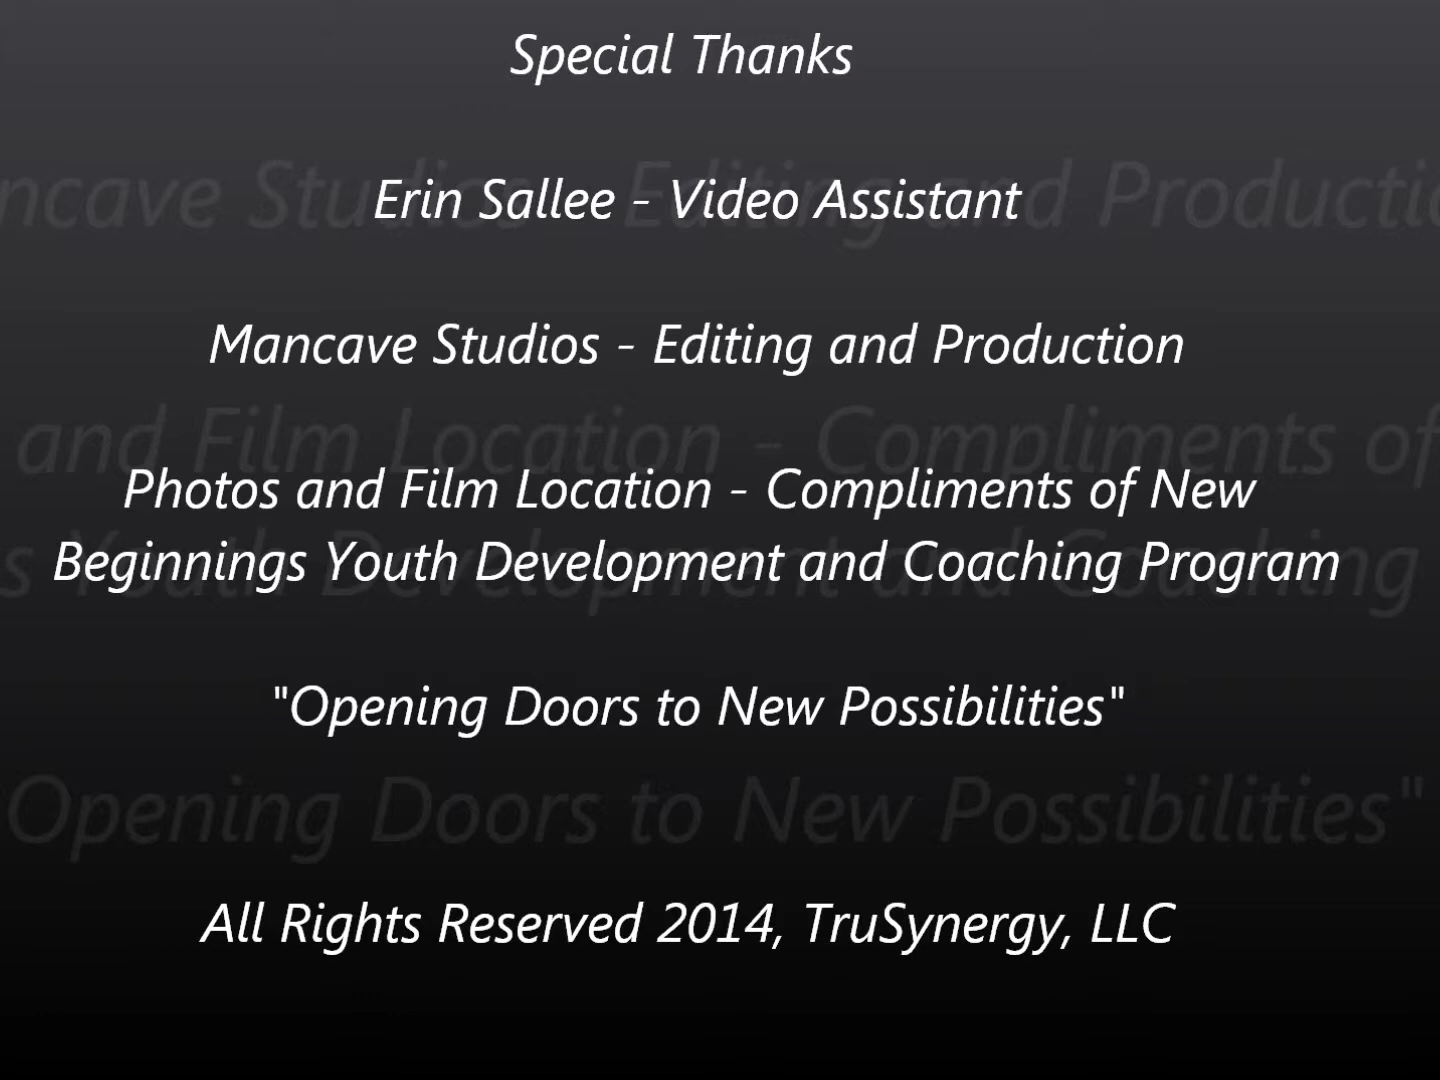 Special Thanks
Erin Sallee - Video Assistant
Mancave Studios - Editing and Production
Photos and Film Location - Compliments of New
Beginnings Youth Development and Coaching Program
"Opening Doors to New Possibilities"
All Rights Reserved 2014, TruSynergy, LLC